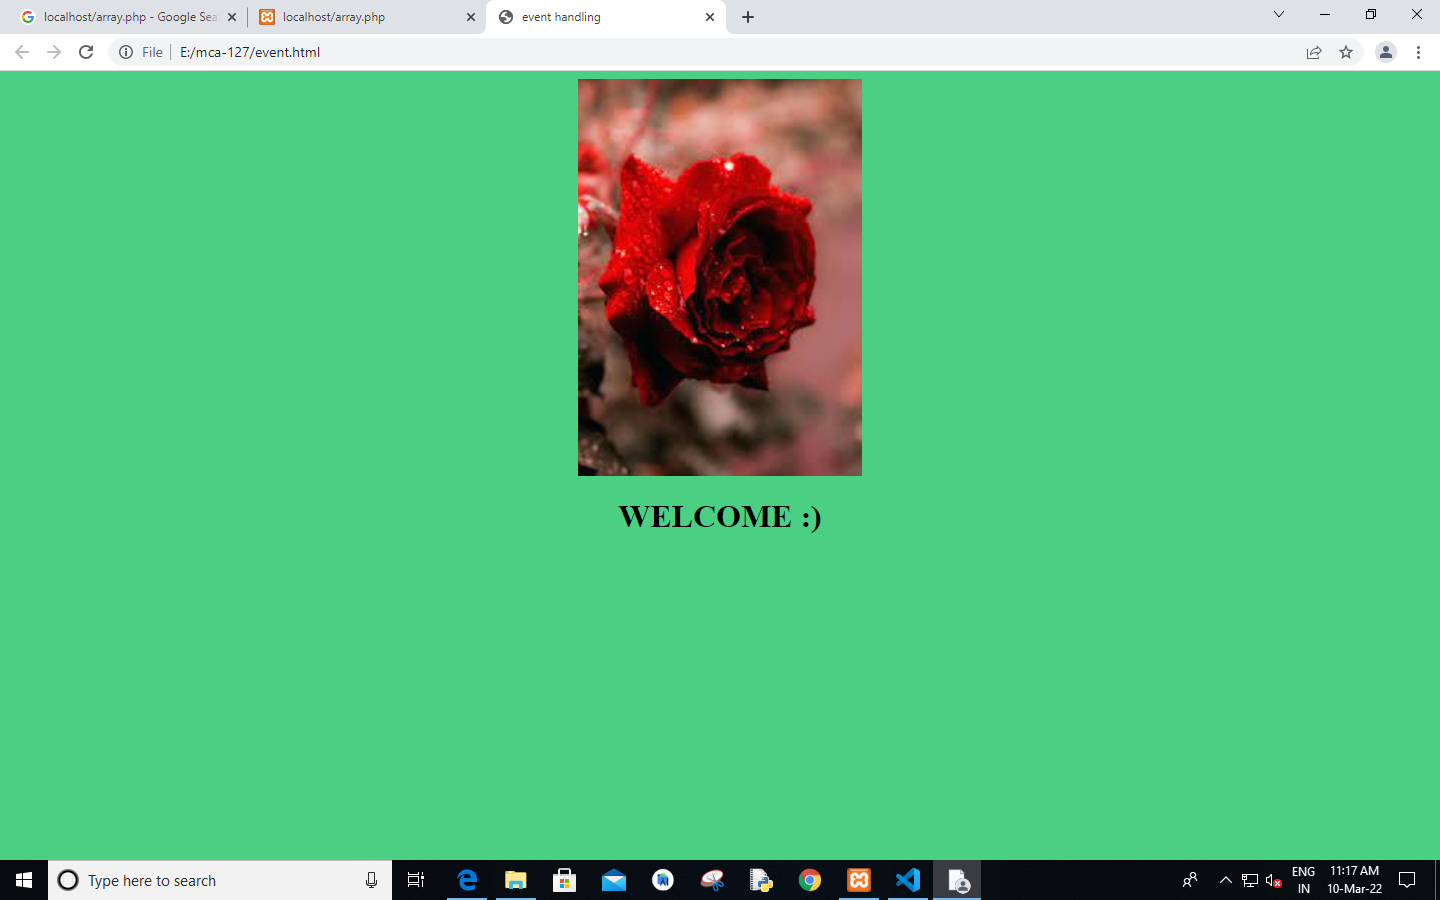 localhost/array.php - Google Sea
localhost/array.php
event handling
File
E:/mca-127/event.html
WELCOME :)
Type here to search
ENG
IN
11:17 AM
10-Mar-22